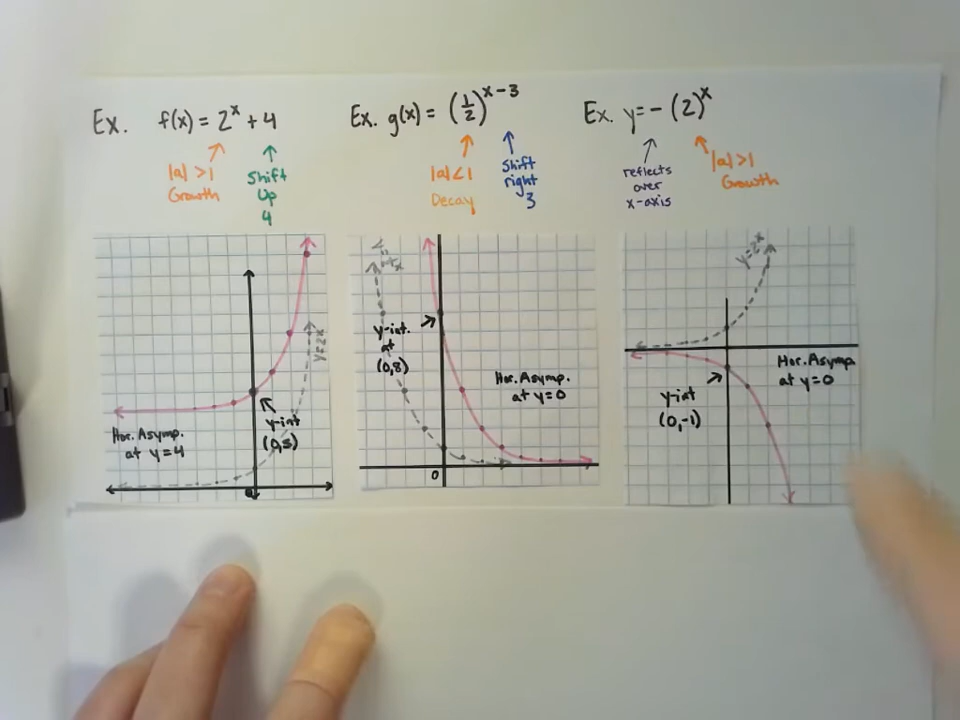 Ex. f(x) = 2^x + 4
|a| > 1
Growth
Shift
Up
4
y=2^x
y-int
(0,5)
Hor. Asymp.
at y=4
0
Ex. g(x) = (1/2)^(x-3)
|a| < 1
Decay
Shift
right
3
y-int.
at
(0,8)
Hor. Asymp.
at y=0
0
Ex. y = -(2)^x
reflects
over
x-axis
|a| > 1
Growth
y=2^x
Hor. Asymp
at y=0
y-int
(0,-1)